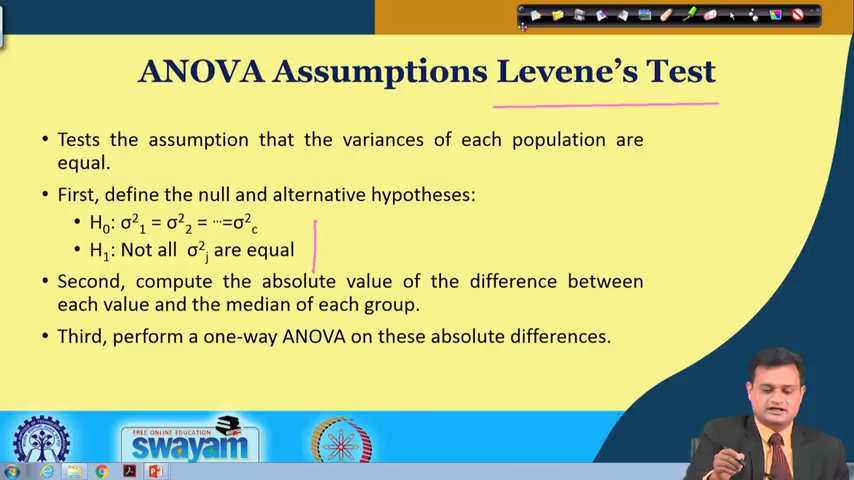 ANOVA Assumptions Levene's Test
• Tests the assumption that the variances of each population are
equal.
• First, define the null and alternative hypotheses:
• H₀: σ²₁ = σ²₂ = ...=σ²c
• H₁: Not all σ²j are equal
• Second, compute the absolute value of the difference between
each value and the median of each group.
• Third, perform a one-way ANOVA on these absolute differences.
FREE ONLINE EDUCATION
swayam